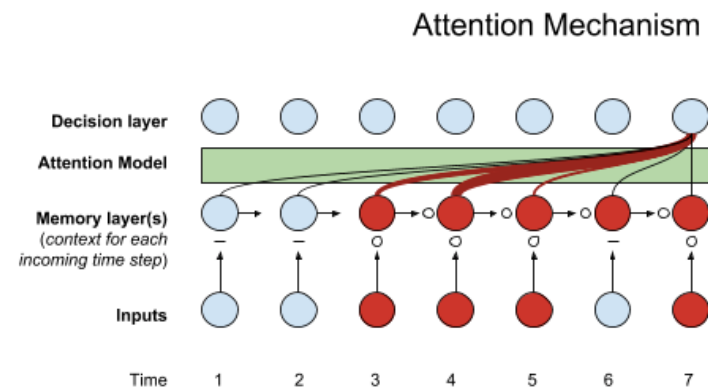 Attention Mechanism
Decision layer
Attention Model
Memory layer(s)
(context for each
incoming time step)
Inputs
Time 1 2 3 4 5 6 7